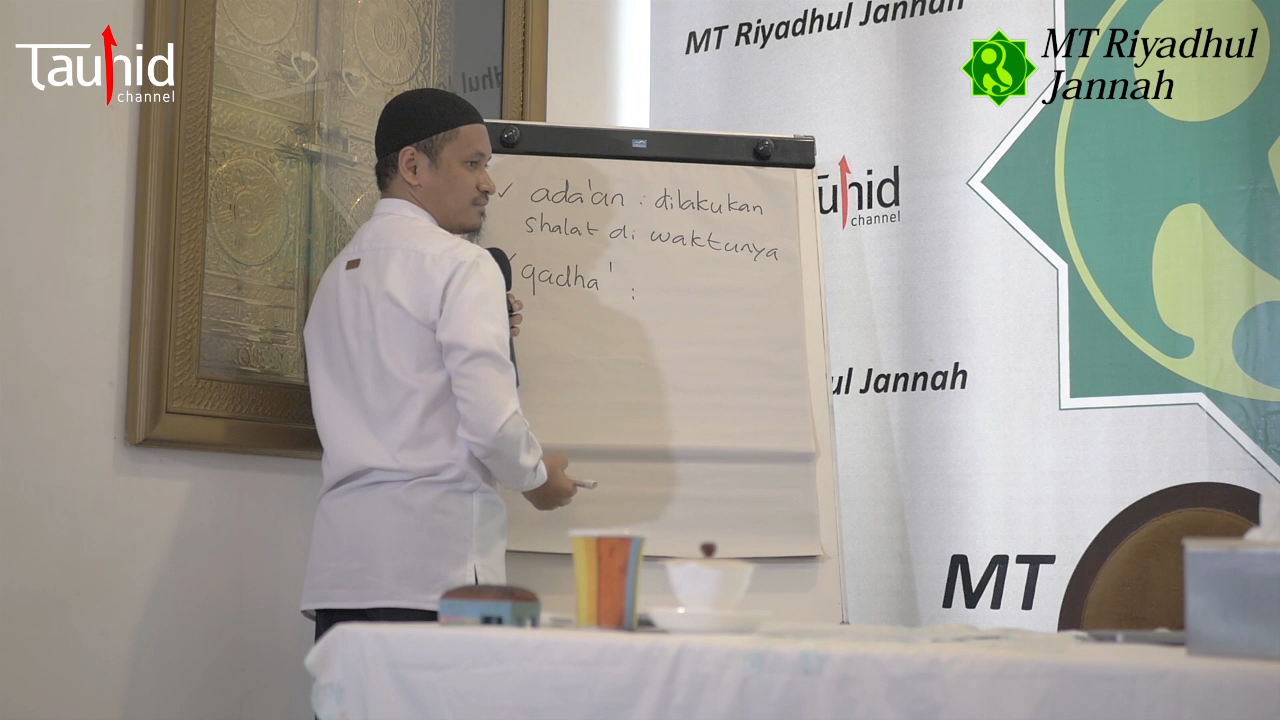 Tauhid
channel
MT Riyadhul
Jannah
MT Riyadhul Jannah
✓ ada'an : dilakukan
shalat di waktunya
✓ qadha' :
uhid
channel
ul Jannah
MT